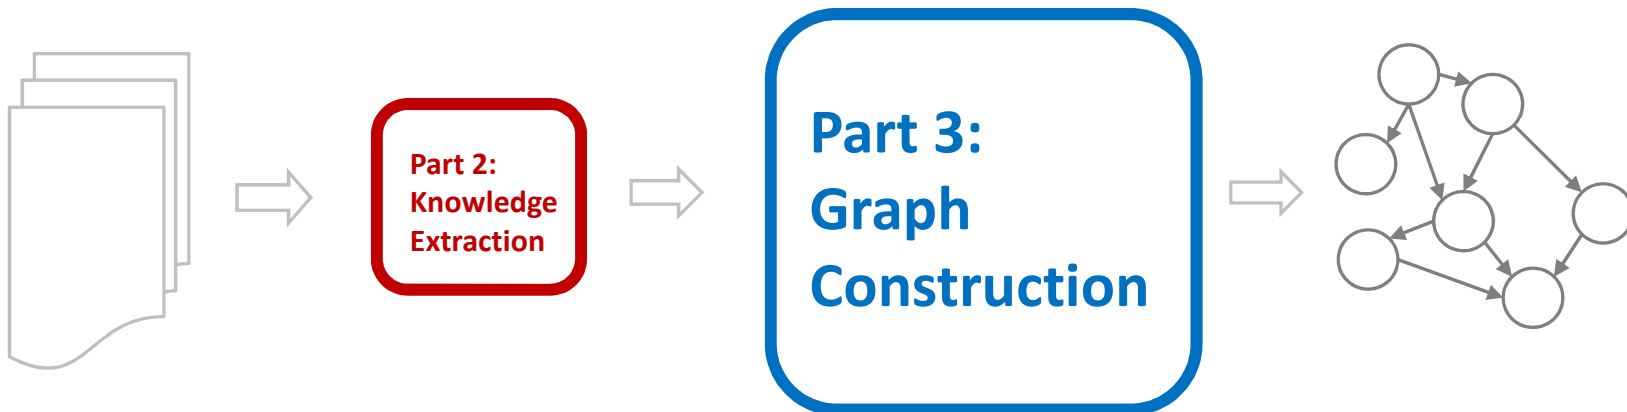 Part 2:
Knowledge
Extraction
Part 3:
Graph
Construction